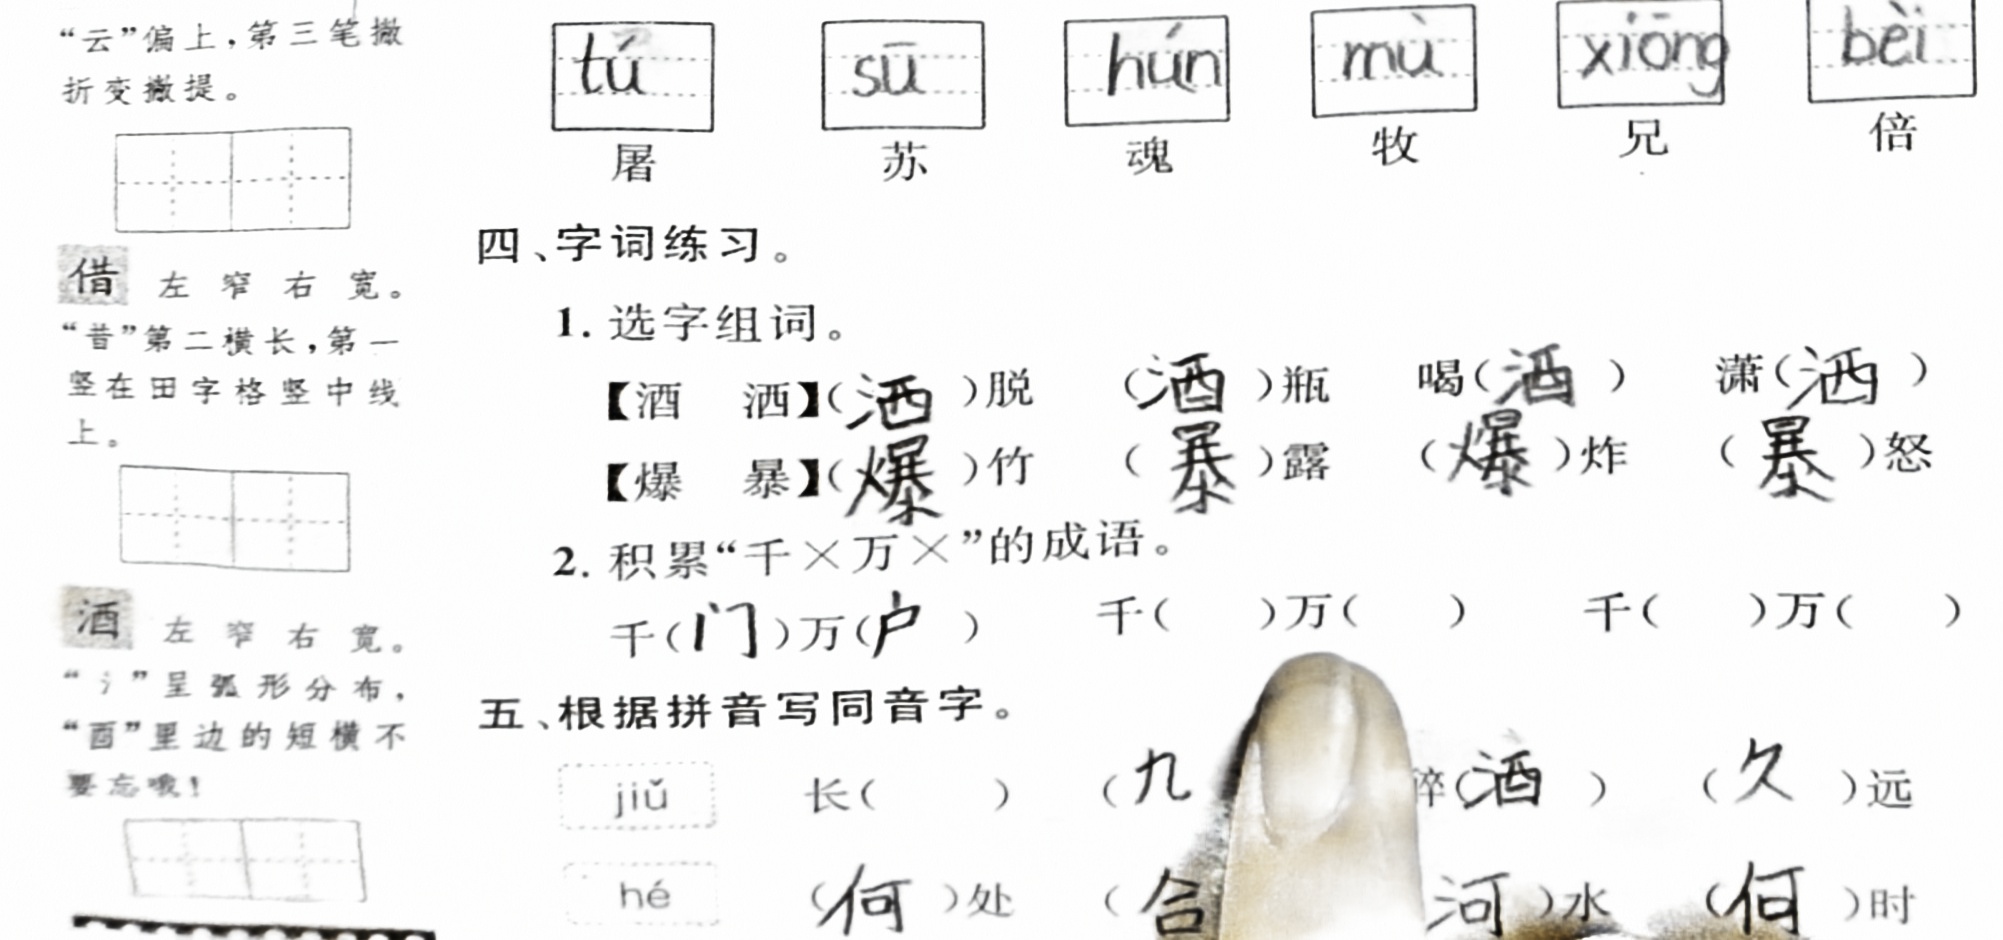 “云”偏上，第三笔撇
折变撇提。
借 左窄右宽。
“昔”第二横长，第一
竖在田字格竖中线
上。
酒 左窄右宽。
“氵”呈弧形分布，
“酉”里边的短横不
要忘哦！
tú sū hún mù xiōng bèi
屠 苏 魂 牧 兄 倍
四、字词练习。
1. 选字组词。
【酒 洒】（洒）脱 （酒）瓶 喝（酒） 潇（洒）
【爆 暴】（爆）竹 （暴）露 （爆）炸 （暴）怒
2. 积累“千×万×”的成语。
千（门）万（户） 千（ ）万（ ） 千（ ）万（ ）
五、根据拼音写同音字。
jiǔ 长（ ） （九 醉（酒） （久）远
hé （何）处 （合 河）水 （何）时